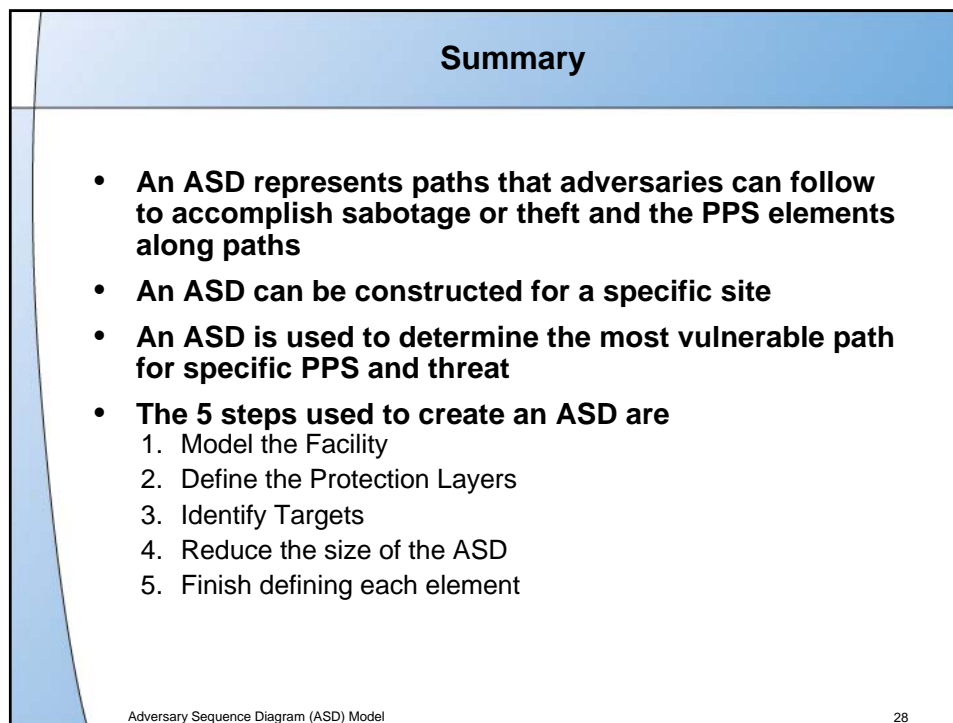 Summary
• An ASD represents paths that adversaries can follow
to accomplish sabotage or theft and the PPS elements
along paths
• An ASD can be constructed for a specific site
• An ASD is used to determine the most vulnerable path
for specific PPS and threat
• The 5 steps used to create an ASD are
1. Model the Facility
2. Define the Protection Layers
3. Identify Targets
4. Reduce the size of the ASD
5. Finish defining each element
Adversary Sequence Diagram (ASD) Model
28